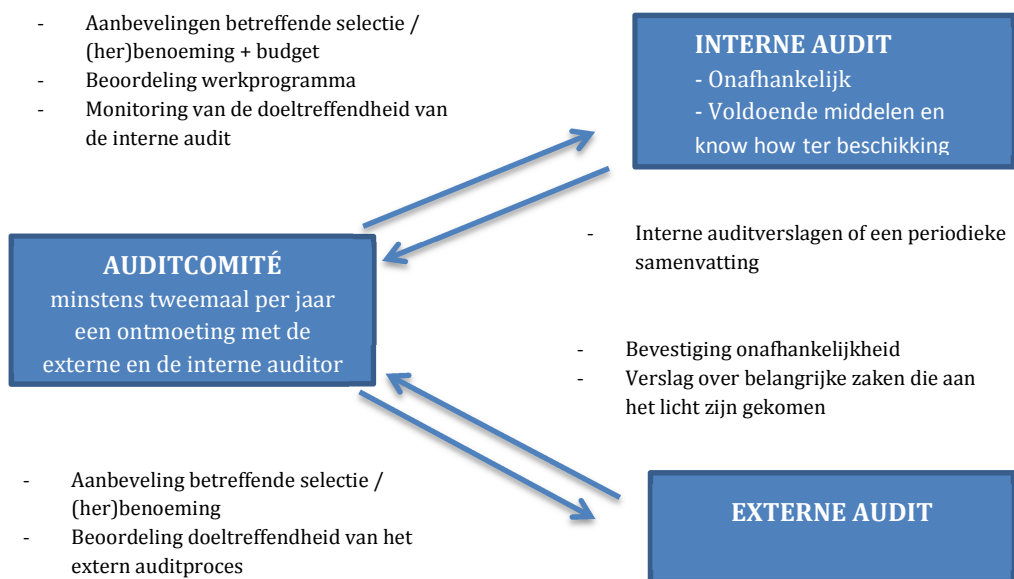 - Aanbevelingen betreffende selectie /
(her)benoeming + budget
- Beoordeling werkprogramma
- Monitoring van de doeltreffendheid van
de interne audit
INTERNE AUDIT
- Onafhankelijk
- Voldoende middelen en
know how ter beschikking
- Interne auditverslagen of een periodieke
samenvatting
AUDITCOMITÉ
minstens tweemaal per jaar
een ontmoeting met de
externe en de interne auditor
- Bevestiging onafhankelijkheid
- Verslag over belangrijke zaken die aan
het licht zijn gekomen
- Aanbeveling betreffende selectie /
(her)benoeming
- Beoordeling doeltreffendheid van het
extern auditproces
EXTERNE AUDIT